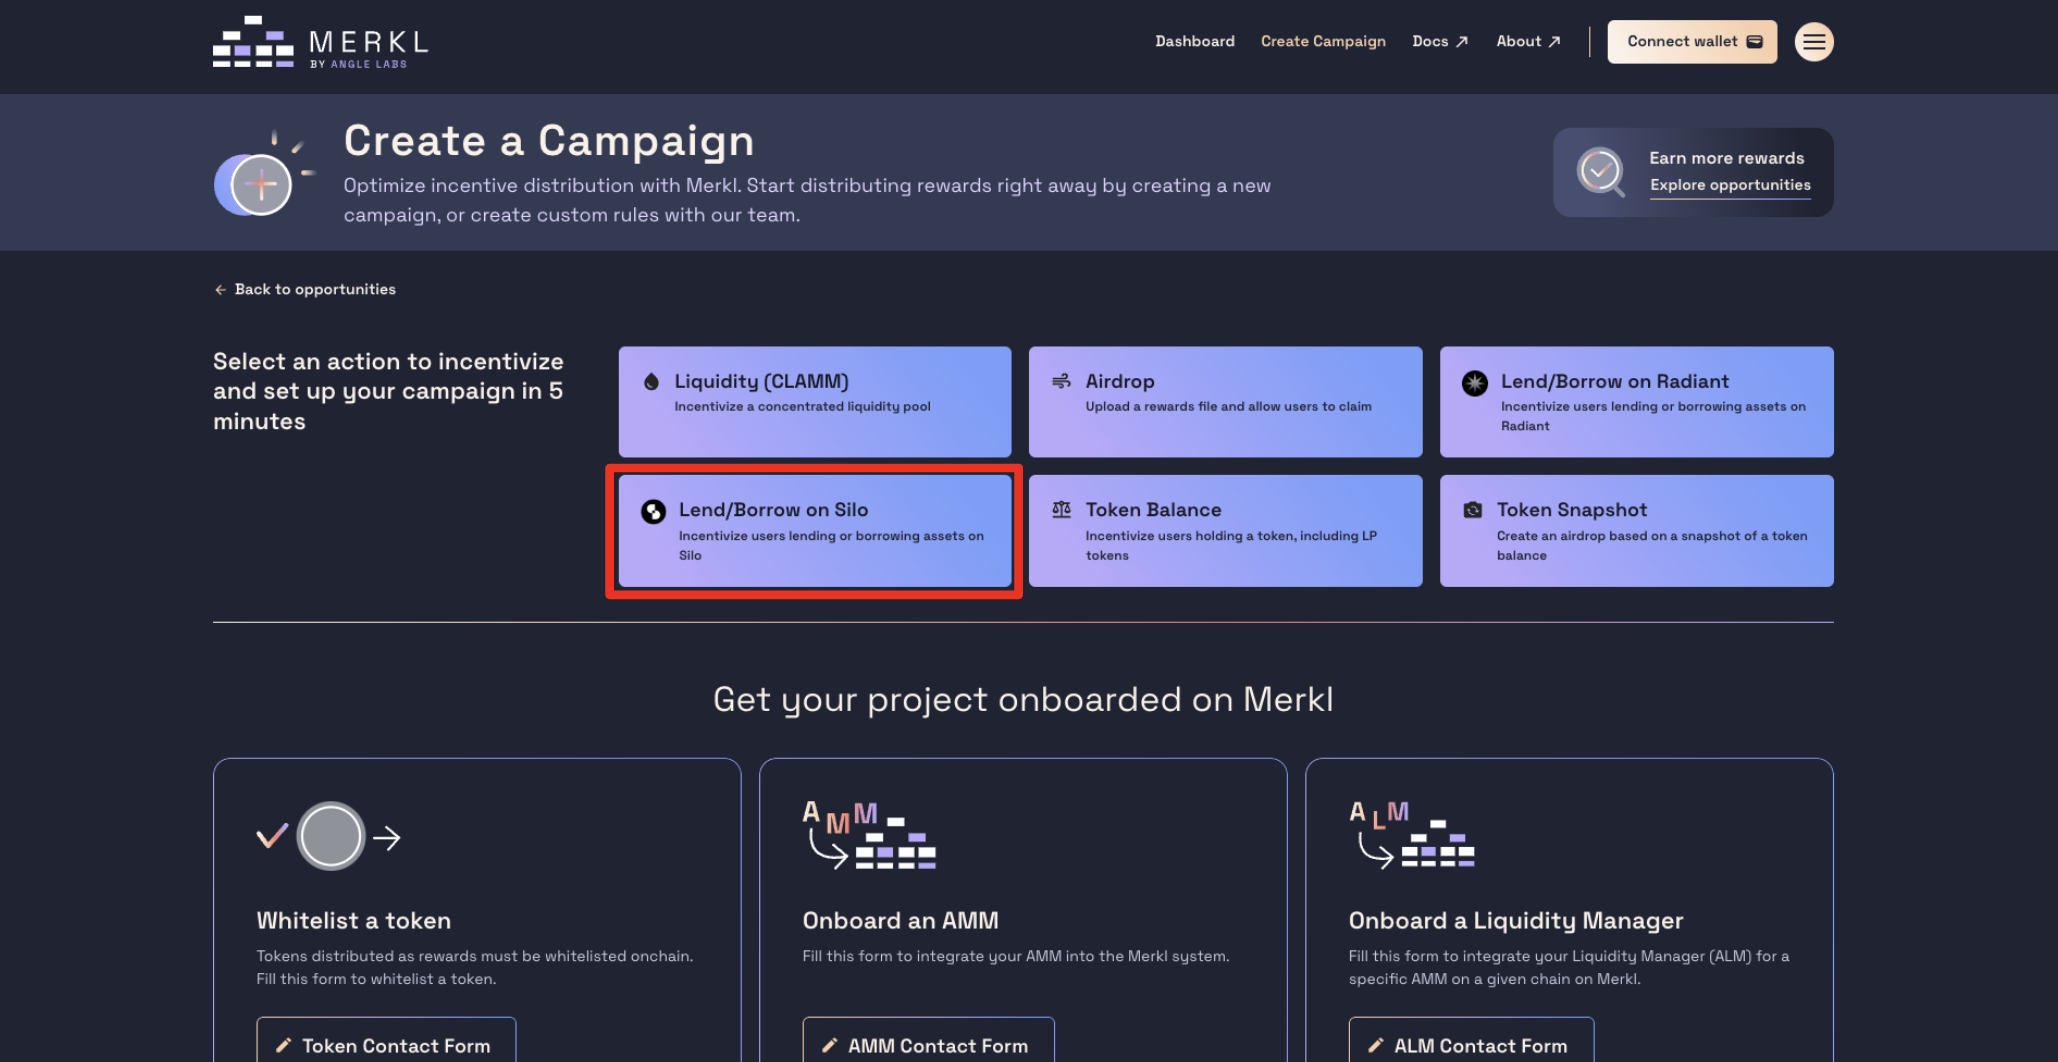 MERKL
BY ANGLE LABS
Dashboard
Create Campaign
Docs
About
Connect wallet
Create a Campaign
Optimize incentive distribution with Merkl. Start distributing rewards right away by creating a new
campaign, or create custom rules with our team.
Earn more rewards
Explore opportunities
Back to opportunities
Select an action to incentivize
and set up your campaign in 5
minutes
Liquidity (CLAMM)
Incentivize a concentrated liquidity pool
Airdrop
Upload a rewards file and allow users to claim
Lend/Borrow on Radiant
Incentivize users lending or borrowing assets on
Radiant
Lend/Borrow on Silo
Incentivize users lending or borrowing assets on
Silo
Token Balance
Incentivize users holding a token, including LP
tokens
Token Snapshot
Create an airdrop based on a snapshot of a token
balance
Get your project onboarded on Merkl
Whitelist a token
Tokens distributed as rewards must be whitelisted onchain.
Fill this form to whitelist a token.
Token Contact Form
AMM
Onboard an AMM
Fill this form to integrate your AMM into the Merkl system.
AMM Contact Form
ALM
Onboard a Liquidity Manager
Fill this form to integrate your Liquidity Manager (ALM) for a
specific AMM on a given chain on Merkl.
ALM Contact Form